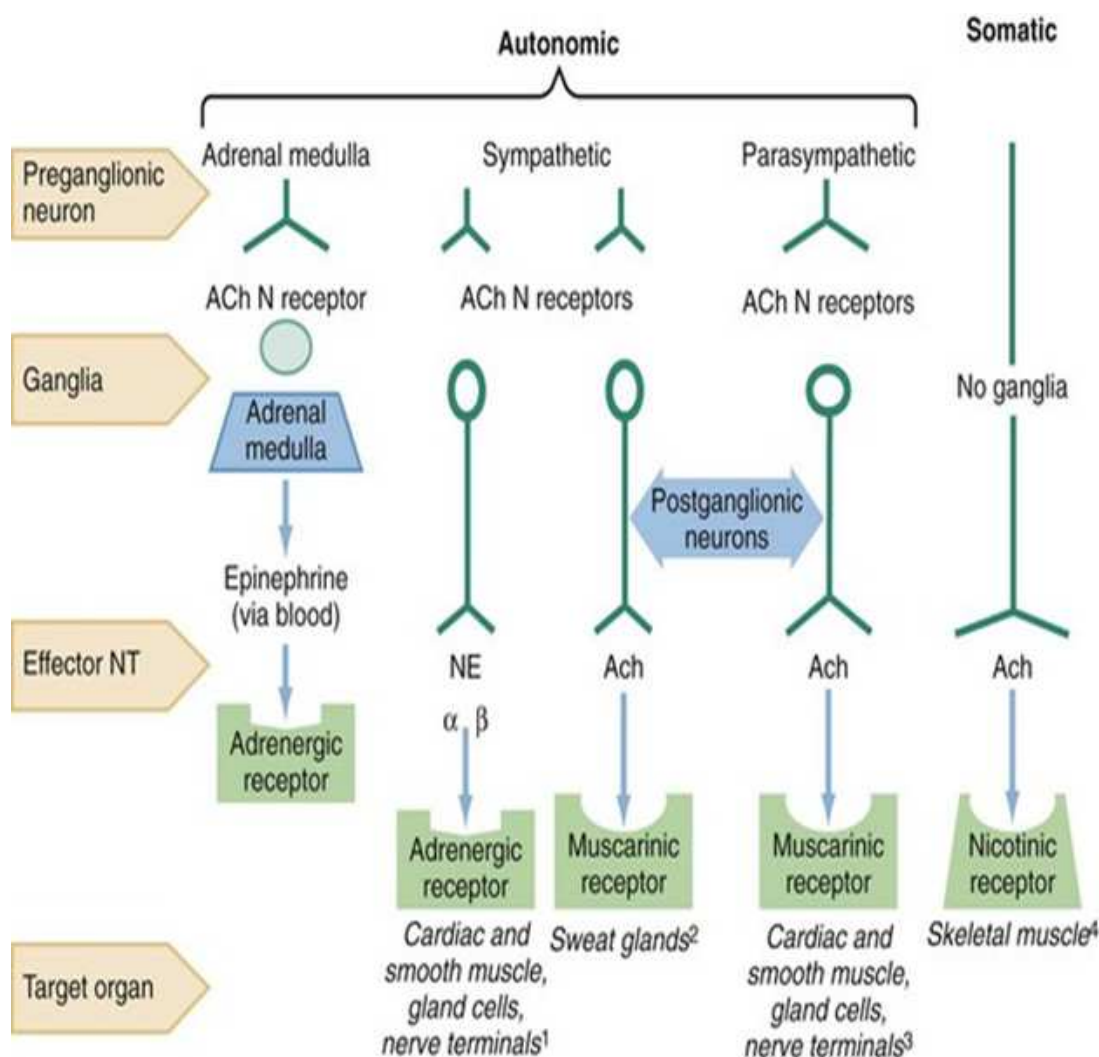 Autonomic
Somatic
Preganglionic
neuron
Adrenal medulla
Sympathetic
Parasympathetic
ACh N receptor
ACh N receptors
ACh N receptors
Ganglia
Adrenal
medulla
No ganglia
Postganglionic
neurons
Epinephrine
(via blood)
Effector NT
NE
Ach
Ach
Ach
α β
Adrenergic
receptor
Adrenergic
receptor
Muscarinic
receptor
Muscarinic
receptor
Nicotinic
receptor
Target organ
Cardiac and
smooth muscle,
gland cells,
nerve terminals¹
Sweat glands²
Cardiac and
smooth muscle,
gland cells,
nerve terminals³
Skeletal muscle⁴